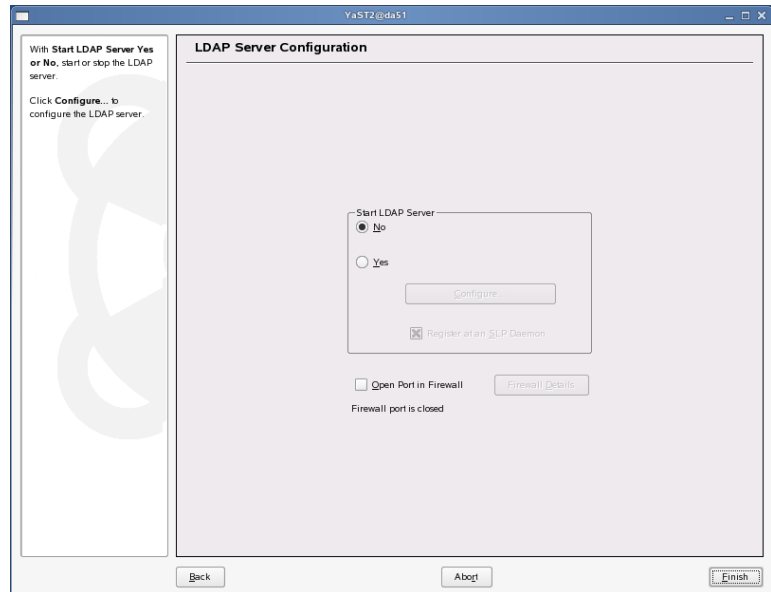 YaST2@da51
With Start LDAP Server Yes
or No, start or stop the LDAP
server.
Click Configure... to
configure the LDAP server.
LDAP Server Configuration
Start LDAP Server
No
Yes
Configure...
Register at an SLP Daemon
Open Port in Firewall
Firewall Details
Firewall port is closed
Back
Abort
Finish